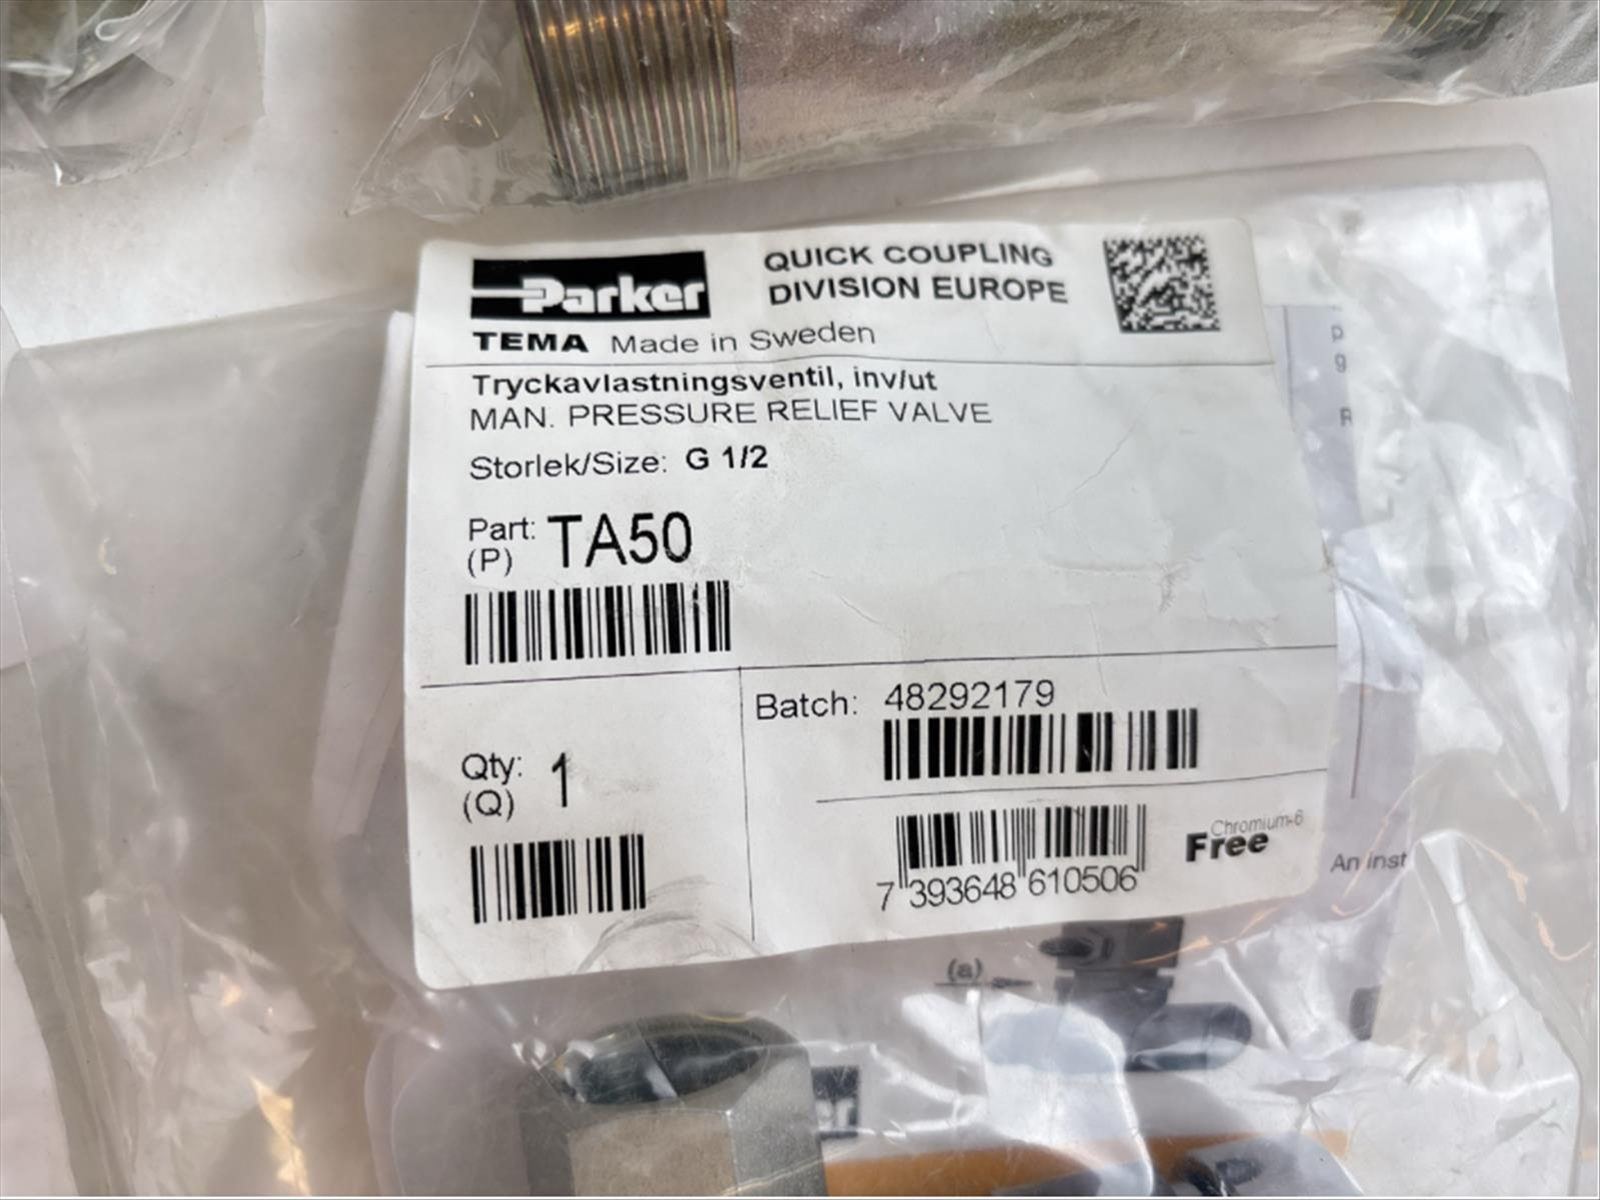 Parker
QUICK COUPLING
DIVISION EUROPE
TEMA Made in Sweden
Tryckavlastningsventil, inv/ut
MAN. PRESSURE RELIEF VALVE
Storlek/Size: G 1/2
Part: TA50
(P)
Batch: 48292179
Qty: 1
(Q)
7 393648 610506
Chromium-6
Free
An inst
(a)